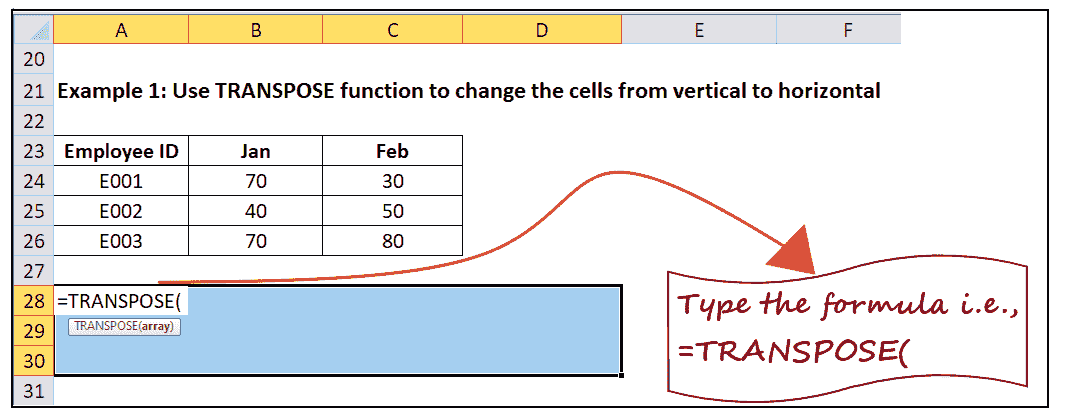 A B C D E F
20
21 Example 1: Use TRANSPOSE function to change the cells from vertical to horizontal
22
23 Employee ID Jan Feb
24 E001 70 30
25 E002 40 50
26 E003 70 80
27
28 =TRANSPOSE(
29 TRANSPOSE(array)
30
31
Type the formula i.e.,
=TRANSPOSE(